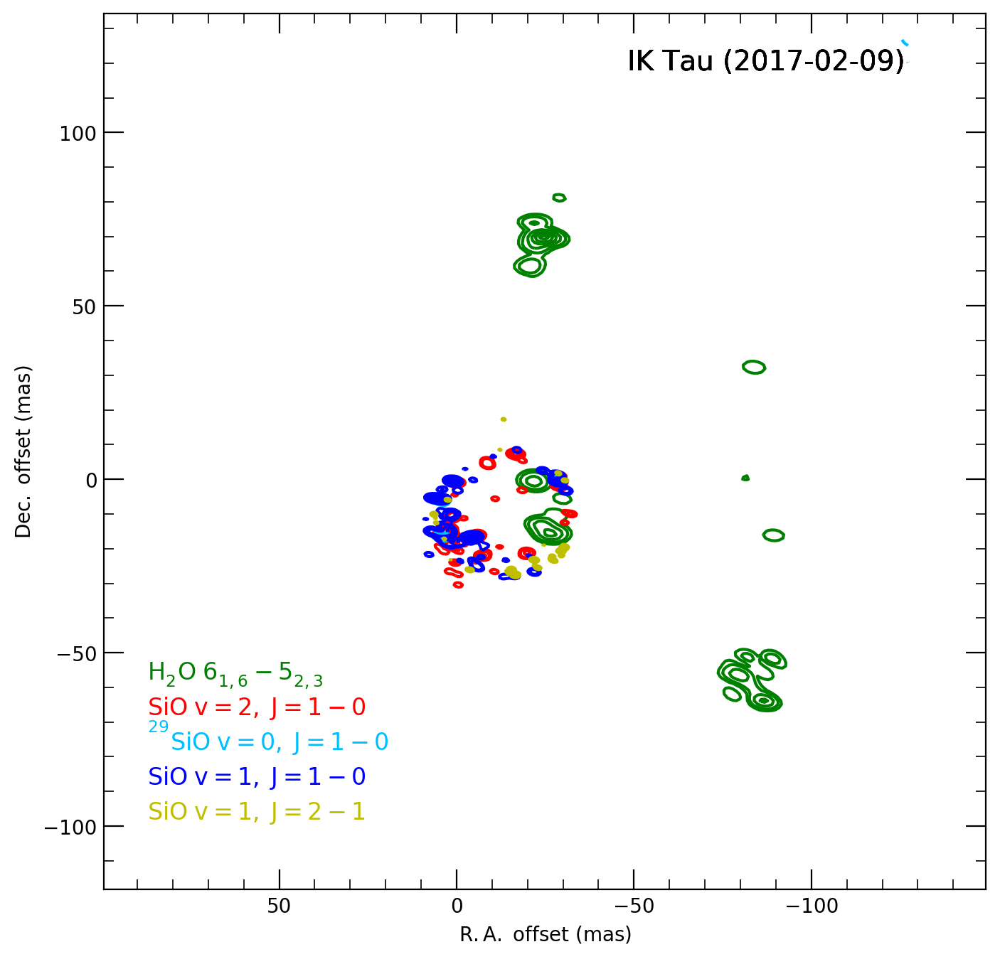 IK Tau (2017-02-09)
100
50
0
−50
−100
Dec. offset (mas)
H₂O 6₁,₆ − 5₂,₃
SiO v = 2, J = 1 − 0
²⁹SiO v = 0, J = 1 − 0
SiO v = 1, J = 1 − 0
SiO v = 1, J = 2 − 1
50 0 −50 −100
R. A. offset (mas)